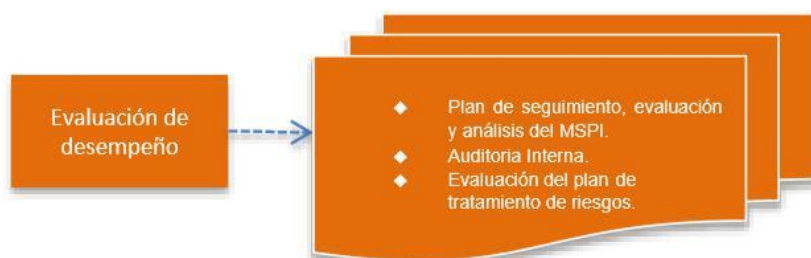 Evaluación de
desempeño
◆ Plan de seguimiento, evaluación
y análisis del MSPI.
◆ Auditoria Interna.
◆ Evaluación del plan de
tratamiento de riesgos.